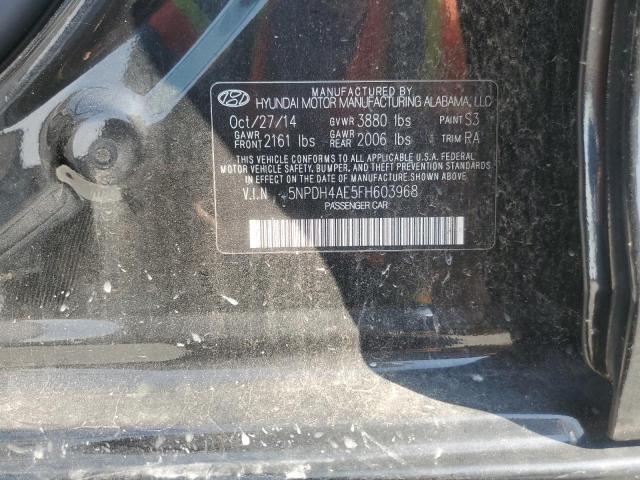 MANUFACTURED BY
HYUNDAI MOTOR MANUFACTURING ALABAMA, LLC
Oct/27/14 GVWR 3880 lbs PAINT S3
GAWR FRONT 2161 lbs GAWR REAR 2006 lbs TRIM RA
THIS VEHICLE CONFORMS TO ALL APPLICABLE U.S.A. FEDERAL
MOTOR VEHICLE SAFETY, BUMPER, AND THEFT PREVENTION STANDARDS
IN EFFECT ON THE DATE OF MANUFACTURE SHOWN ABOVE.
V.I.N : 5NPDH4AE5FH603968
PASSENGER CAR